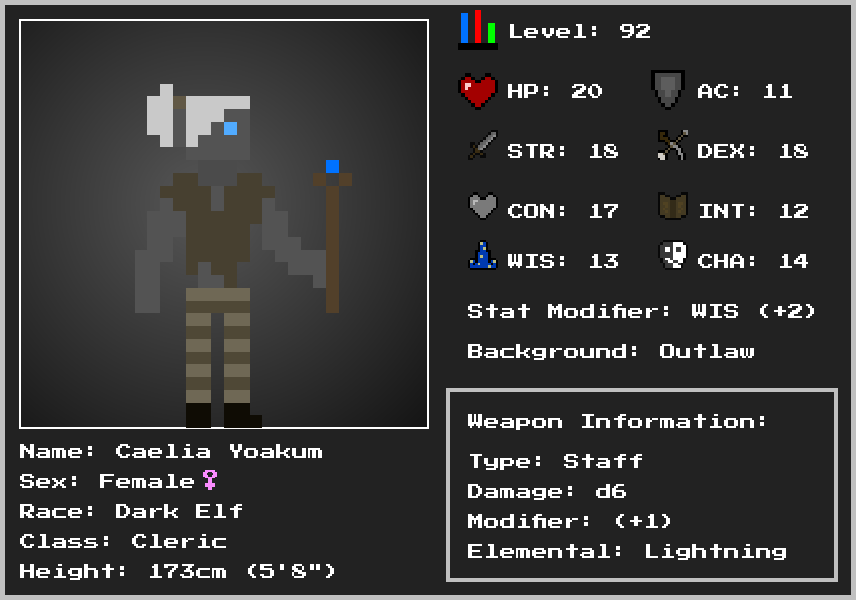 Level: 92
HP: 20 AC: 11
STR: 18 DEX: 18
CON: 17 INT: 12
WIS: 13 CHA: 14
Stat Modifier: WIS (+2)
Background: Outlaw
Name: Caelia Yoakum
Sex: Female♀
Race: Dark Elf
Class: Cleric
Height: 173cm (5'8")
Weapon Information:
Type: Staff
Damage: d6
Modifier: (+1)
Elemental: Lightning